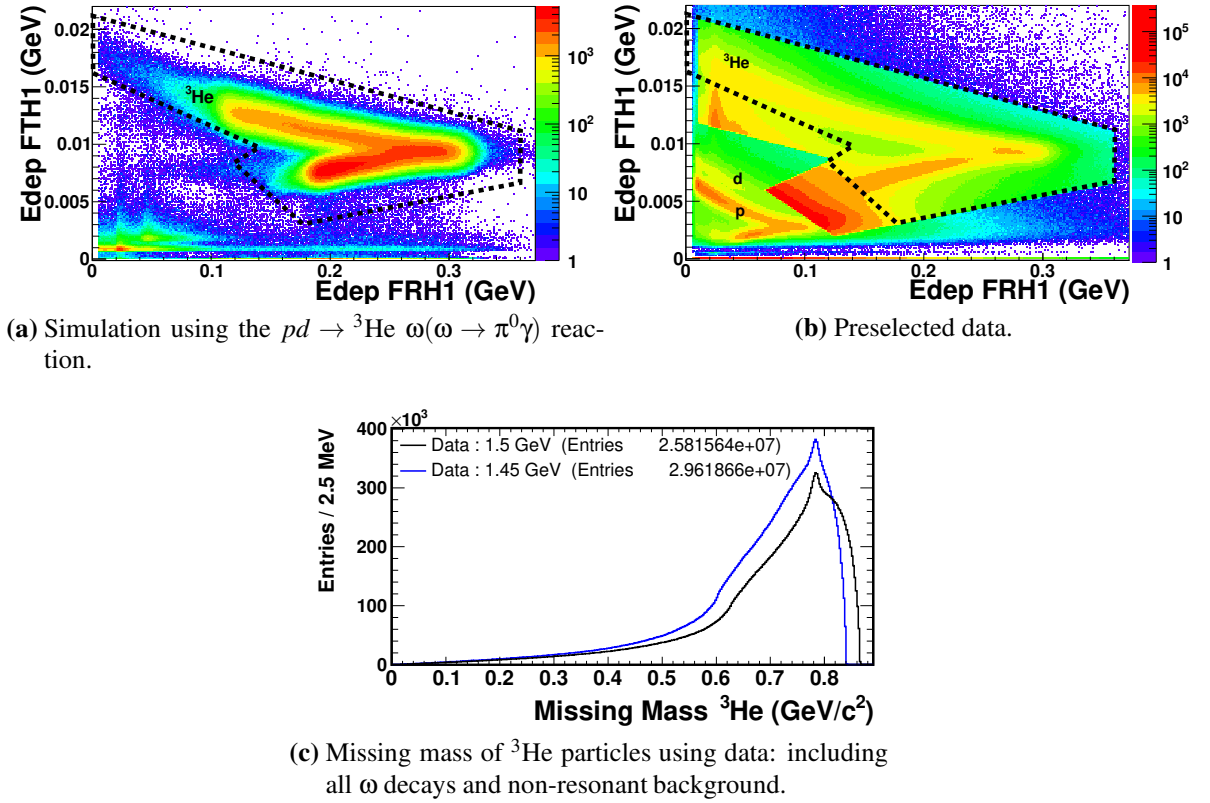 Edep FTH1 (GeV)
0.02
0.015
0.01
0.005
0
³He
0 0.1 0.2 0.3
Edep FRH1 (GeV)
10³
10²
10
1
(a) Simulation using the pd → ³He ω(ω → π⁰γ) reac-
tion.
Edep FTH1 (GeV)
0.02
0.015
0.01
0.005
0
³He
d
p
0 0.1 0.2 0.3
Edep FRH1 (GeV)
10⁵
10⁴
10³
10²
10
1
(b) Preselected data.
Entries / 2.5 MeV
×10³
400
300
200
100
0
Data : 1.5 GeV (Entries 2.581564e+07)
Data : 1.45 GeV (Entries 2.961866e+07)
0 0.1 0.2 0.3 0.4 0.5 0.6 0.7 0.8
Missing Mass ³He (GeV/c²)
(c) Missing mass of ³He particles using data: including
all ω decays and non-resonant background.